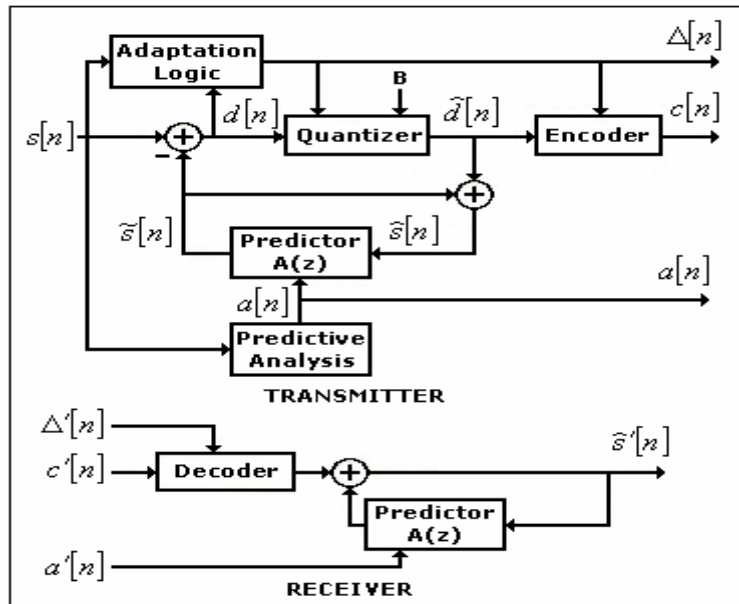 Adaptation
Logic
Δ[n]
B
s[n]
+
−
d[n]
Quantizer
d̂[n]
Encoder
c[n]
+
s̃[n]
Predictor
A(z)
ŝ[n]
a[n]
a[n]
Predictive
Analysis
TRANSMITTER
Δ'[n]
c'[n]
Decoder
+
ŝ'[n]
Predictor
A(z)
a'[n]
RECEIVER